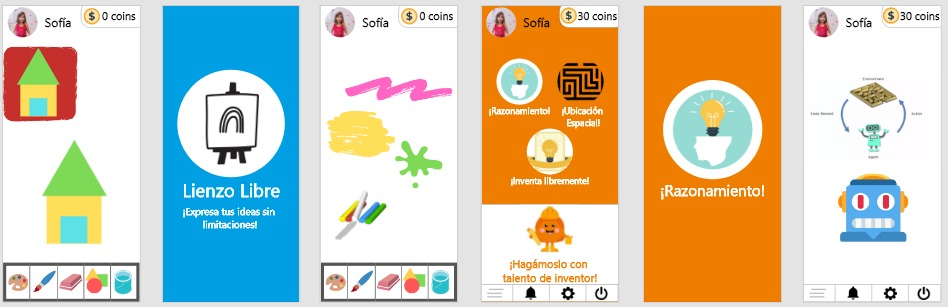 Sofía
$ 0 coins
Lienzo Libre
¡Expresa tus ideas sin
limitaciones!
Sofía
$ 0 coins
Sofía
$ 30 coins
¡Razonamiento!
¡Ubicación
Espacial!
¡Inventa libremente!
¡Hagámoslo con
talento de inventor!
¡Razonamiento!
Sofía
$ 30 coins
Environment
State, Reward
Action
Agent